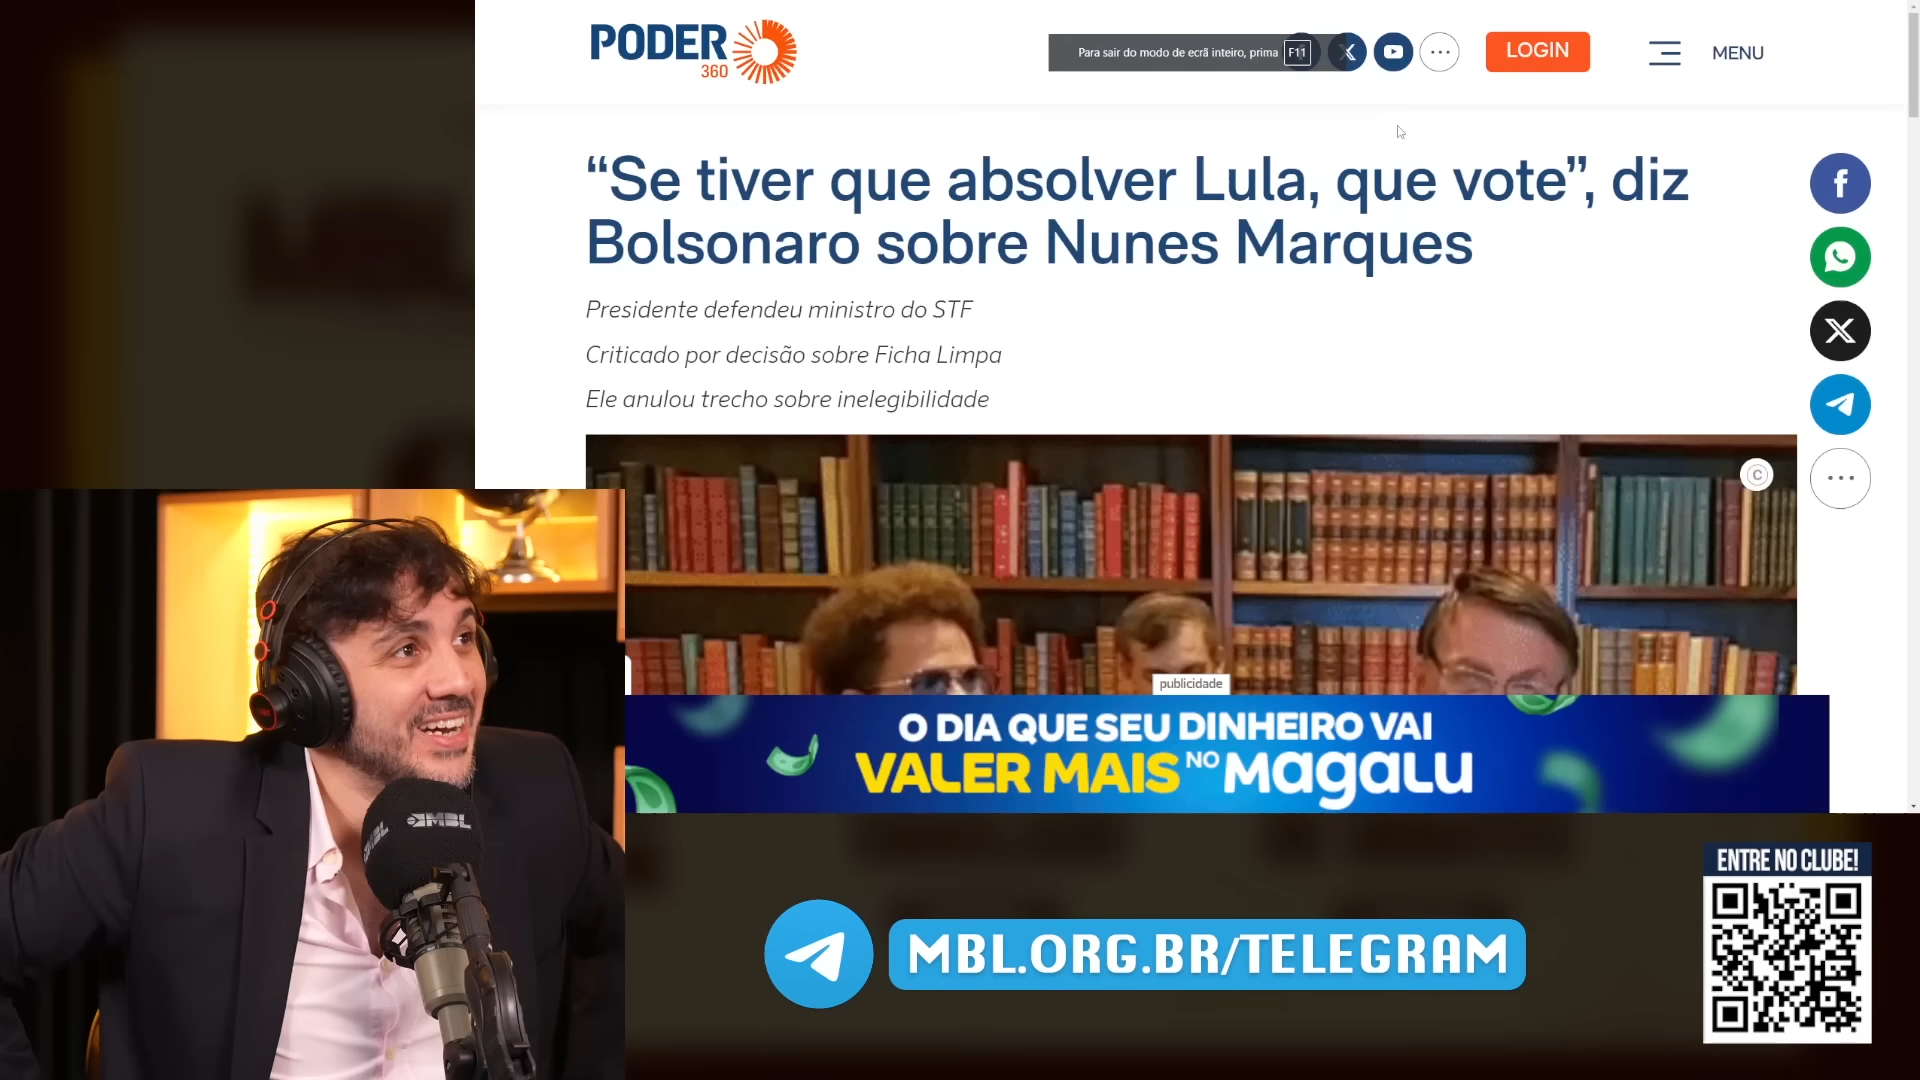 PODER
360
Para sair do modo de ecrã inteiro, prima F11
LOGIN
MENU
“Se tiver que absolver Lula, que vote”, diz
Bolsonaro sobre Nunes Marques
Presidente defendeu ministro do STF
Criticado por decisão sobre Ficha Limpa
Ele anulou trecho sobre inelegibilidade
publicidade
O DIA QUE SEU DINHEIRO VAI
VALER MAIS NO MAGALU
MBL
MBL
ENTRE NO CLUBE!
MBL.ORG.BR/TELEGRAM